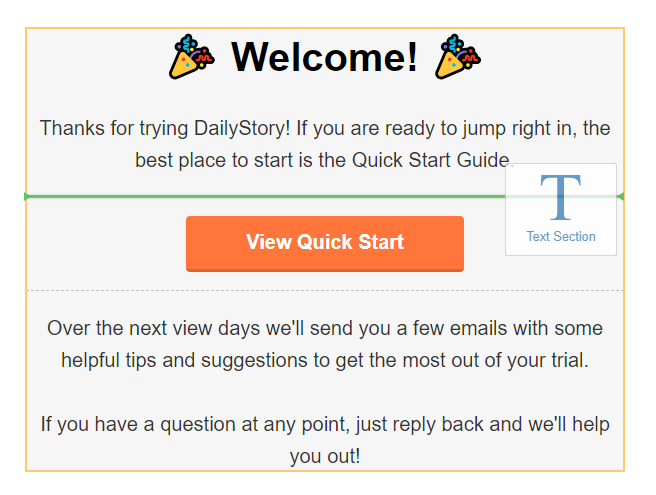 Welcome!
Thanks for trying DailyStory! If you are ready to jump right in, the
best place to start is the Quick Start Guide.
T
Text Section
View Quick Start
Over the next view days we'll send you a few emails with some
helpful tips and suggestions to get the most out of your trial.
If you have a question at any point, just reply back and we'll help
you out!